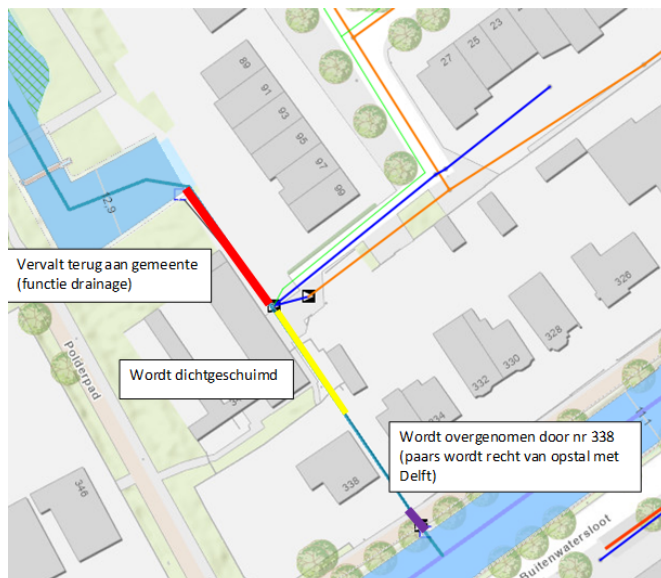 89
91
93
95
97
99
27
25
23
12,9
Vervalt terug aan gemeente
(functie drainage)
Polderpad
Wordt dichtgeschuimd
326
328
330
332
334
Wordt overgenomen door nr 338
(paars wordt recht van opstal met
Delft)
338
346
Buitenwatersloot